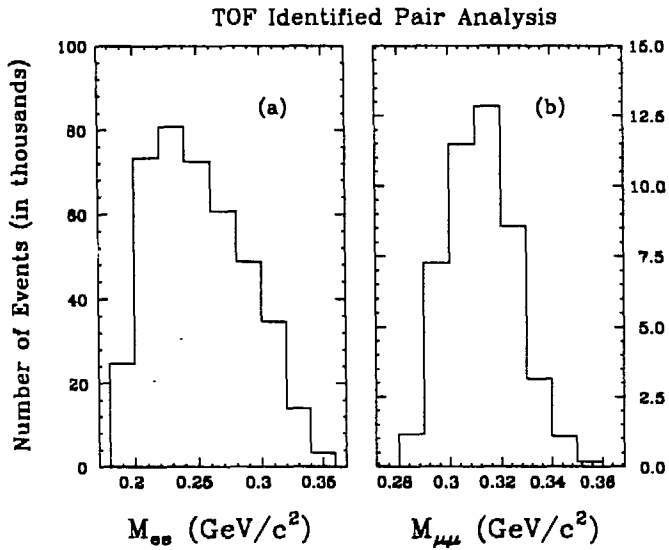 TOF Identified Pair Analysis
Number of Events (in thousands)
100
80
60
40
20
0
(a)
0.2 0.25 0.3 0.35
M_ee (GeV/c²)
(b)
15.0
12.5
10.0
7.5
5.0
2.5
0.0
0.28 0.3 0.32 0.34 0.36
M_μμ (GeV/c²)